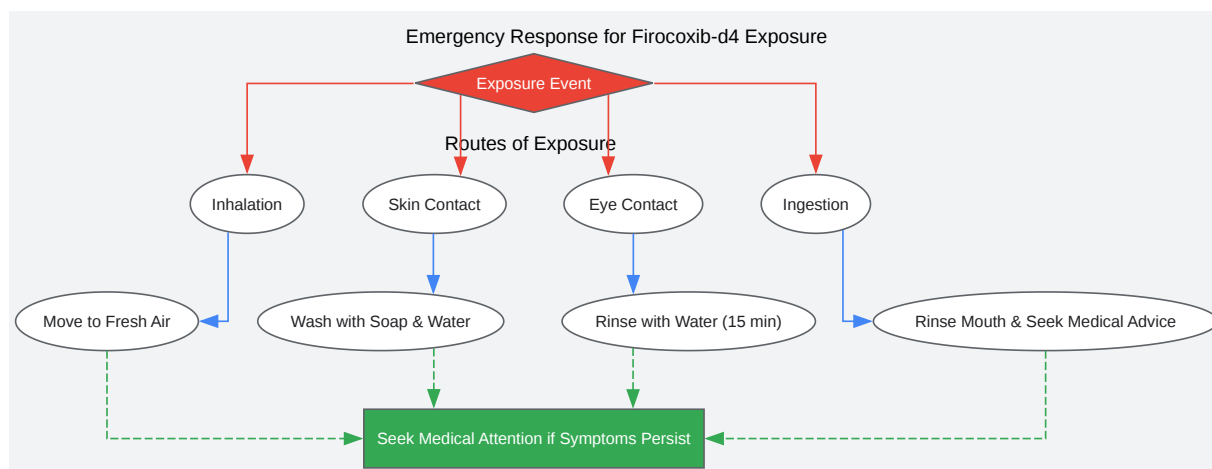 Emergency Response for Firocoxib-d4 Exposure
Exposure Event
Routes of Exposure
Inhalation
Skin Contact
Eye Contact
Ingestion
Move to Fresh Air
Wash with Soap & Water
Rinse with Water (15 min)
Rinse Mouth & Seek Medical Advice
Seek Medical Attention if Symptoms Persist